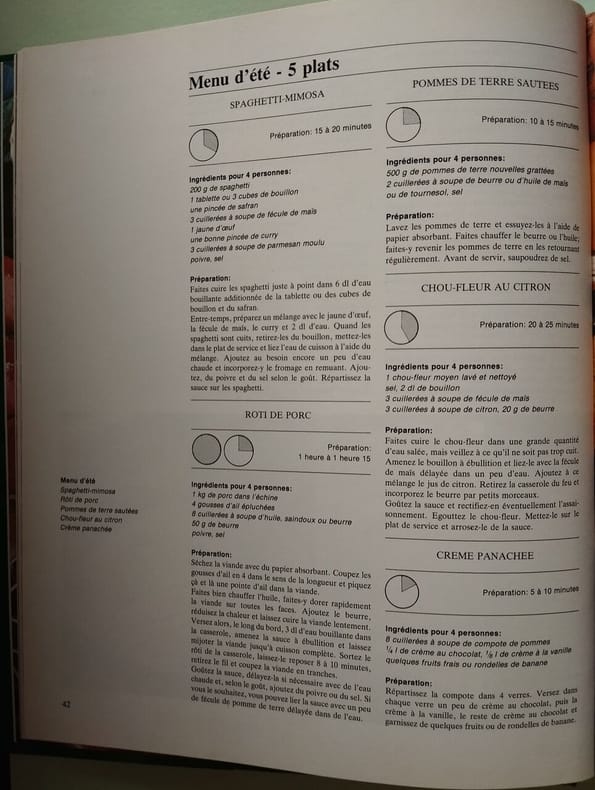 Menu d'été - 5 plats
SPAGHETTI-MIMOSA
Préparation: 15 à 20 minutes
Ingrédients pour 4 personnes:
200 g de spaghetti
1 tablette ou 3 cubes de bouillon
une pincée de safran
3 cuillerées à soupe de fécule de maïs
1 jaune d'œuf
une bonne pincée de curry
3 cuillerées à soupe de parmesan moulu
poivre, sel
Préparation:
Faites cuire les spaghetti juste à point dans 6 dl d'eau
bouillante additionnée de la tablette ou des cubes de
bouillon et du safran.
Entre-temps, préparez un mélange avec le jaune d'œuf,
la fécule de maïs, le curry et 2 dl d'eau. Quand les
spaghetti sont cuits, retirez-les du bouillon, mettez-les
dans le plat de service et liez l'eau de cuisson à l'aide du
mélange. Ajoutez au besoin encore un peu d'eau
chaude et incorporez-y le fromage en remuant. Ajou-
tez, du poivre et du sel selon le goût. Répartissez la
sauce sur les spaghetti.
ROTI DE PORC
Préparation:
1 heure à 1 heure 15
Ingrédients pour 4 personnes:
1 kg de porc dans l'échine
4 gousses d'ail épluchées
6 cuillerées à soupe d'huile, saindoux ou beurre
50 g de beurre
poivre, sel
Préparation:
Séchez la viande avec du papier absorbant. Coupez les
gousses d'ail en 4 dans le sens de la longueur et piquez
çà et là une pointe d'ail dans la viande.
Faites bien chauffer l'huile, faites-y dorer rapidement
la viande sur toutes les faces. Ajoutez le beurre,
réduisez la chaleur et laissez cuire la viande lentement.
Versez alors, le long du bord, 3 dl d'eau bouillante dans
la casserole, amenez la sauce à ébullition et laissez
mijoter la viande jusqu'à cuisson complète. Sortez le
rôti de la casserole, laissez-le reposer 8 à 10 minutes,
retirez le fil et coupez la viande en tranches.
Goûtez la sauce, délayez-la si nécessaire avec de l'eau
chaude et, selon le goût, ajoutez du poivre ou du sel. Si
vous le souhaitez, vous pouvez lier la sauce avec un peu
de fécule de pomme de terre délayée dans de l'eau.
POMMES DE TERRE SAUTEES
Préparation: 10 à 15 minutes
Ingrédients pour 4 personnes:
500 g de pommes de terre nouvelles grattées
2 cuillerées à soupe de beurre ou d'huile de maïs
ou de tournesol, sel
Préparation:
Lavez les pommes de terre et essuyez-les à l'aide de
papier absorbant. Faites chauffer le beurre ou l'huile;
faites-y revenir les pommes de terre en les retournant
régulièrement. Avant de servir, saupoudrez de sel.
CHOU-FLEUR AU CITRON
Préparation: 20 à 25 minutes
Ingrédients pour 4 personnes:
1 chou-fleur moyen lavé et nettoyé
sel, 2 dl de bouillon
3 cuillerées à soupe de fécule de maïs
3 cuillerées à soupe de citron, 20 g de beurre
Préparation:
Faites cuire le chou-fleur dans une grande quantité
d'eau salée, mais veillez à ce qu'il ne soit pas trop cuit.
Amenez le bouillon à ébullition et liez-le avec la fécule
de maïs délayée dans un peu d'eau. Ajoutez à ce
mélange le jus de citron. Retirez la casserole du feu et
incorporez le beurre par petits morceaux.
Goûtez la sauce et rectifiez-en éventuellement l'assai-
sonnement. Egouttez le chou-fleur. Mettez-le sur le
plat de service et arrosez-le de la sauce.
CREME PANACHEE
Préparation: 5 à 10 minutes
Ingrédients pour 4 personnes:
8 cuillerées à soupe de compote de pommes
¼ l de crème au chocolat, ⅛ l de crème à la vanille
quelques fruits frais ou rondelles de banane
Préparation:
Répartissez la compote dans 4 verres. Versez dans
chaque verre un peu de crème au chocolat, puis la
crème à la vanille, le reste de crème au chocolat et
garnissez de quelques fruits ou de rondelles de banane.
Menu d'été
Spaghetti-mimosa
Rôti de porc
Pommes de terre sautées
Chou-fleur au citron
Crème panachée
42